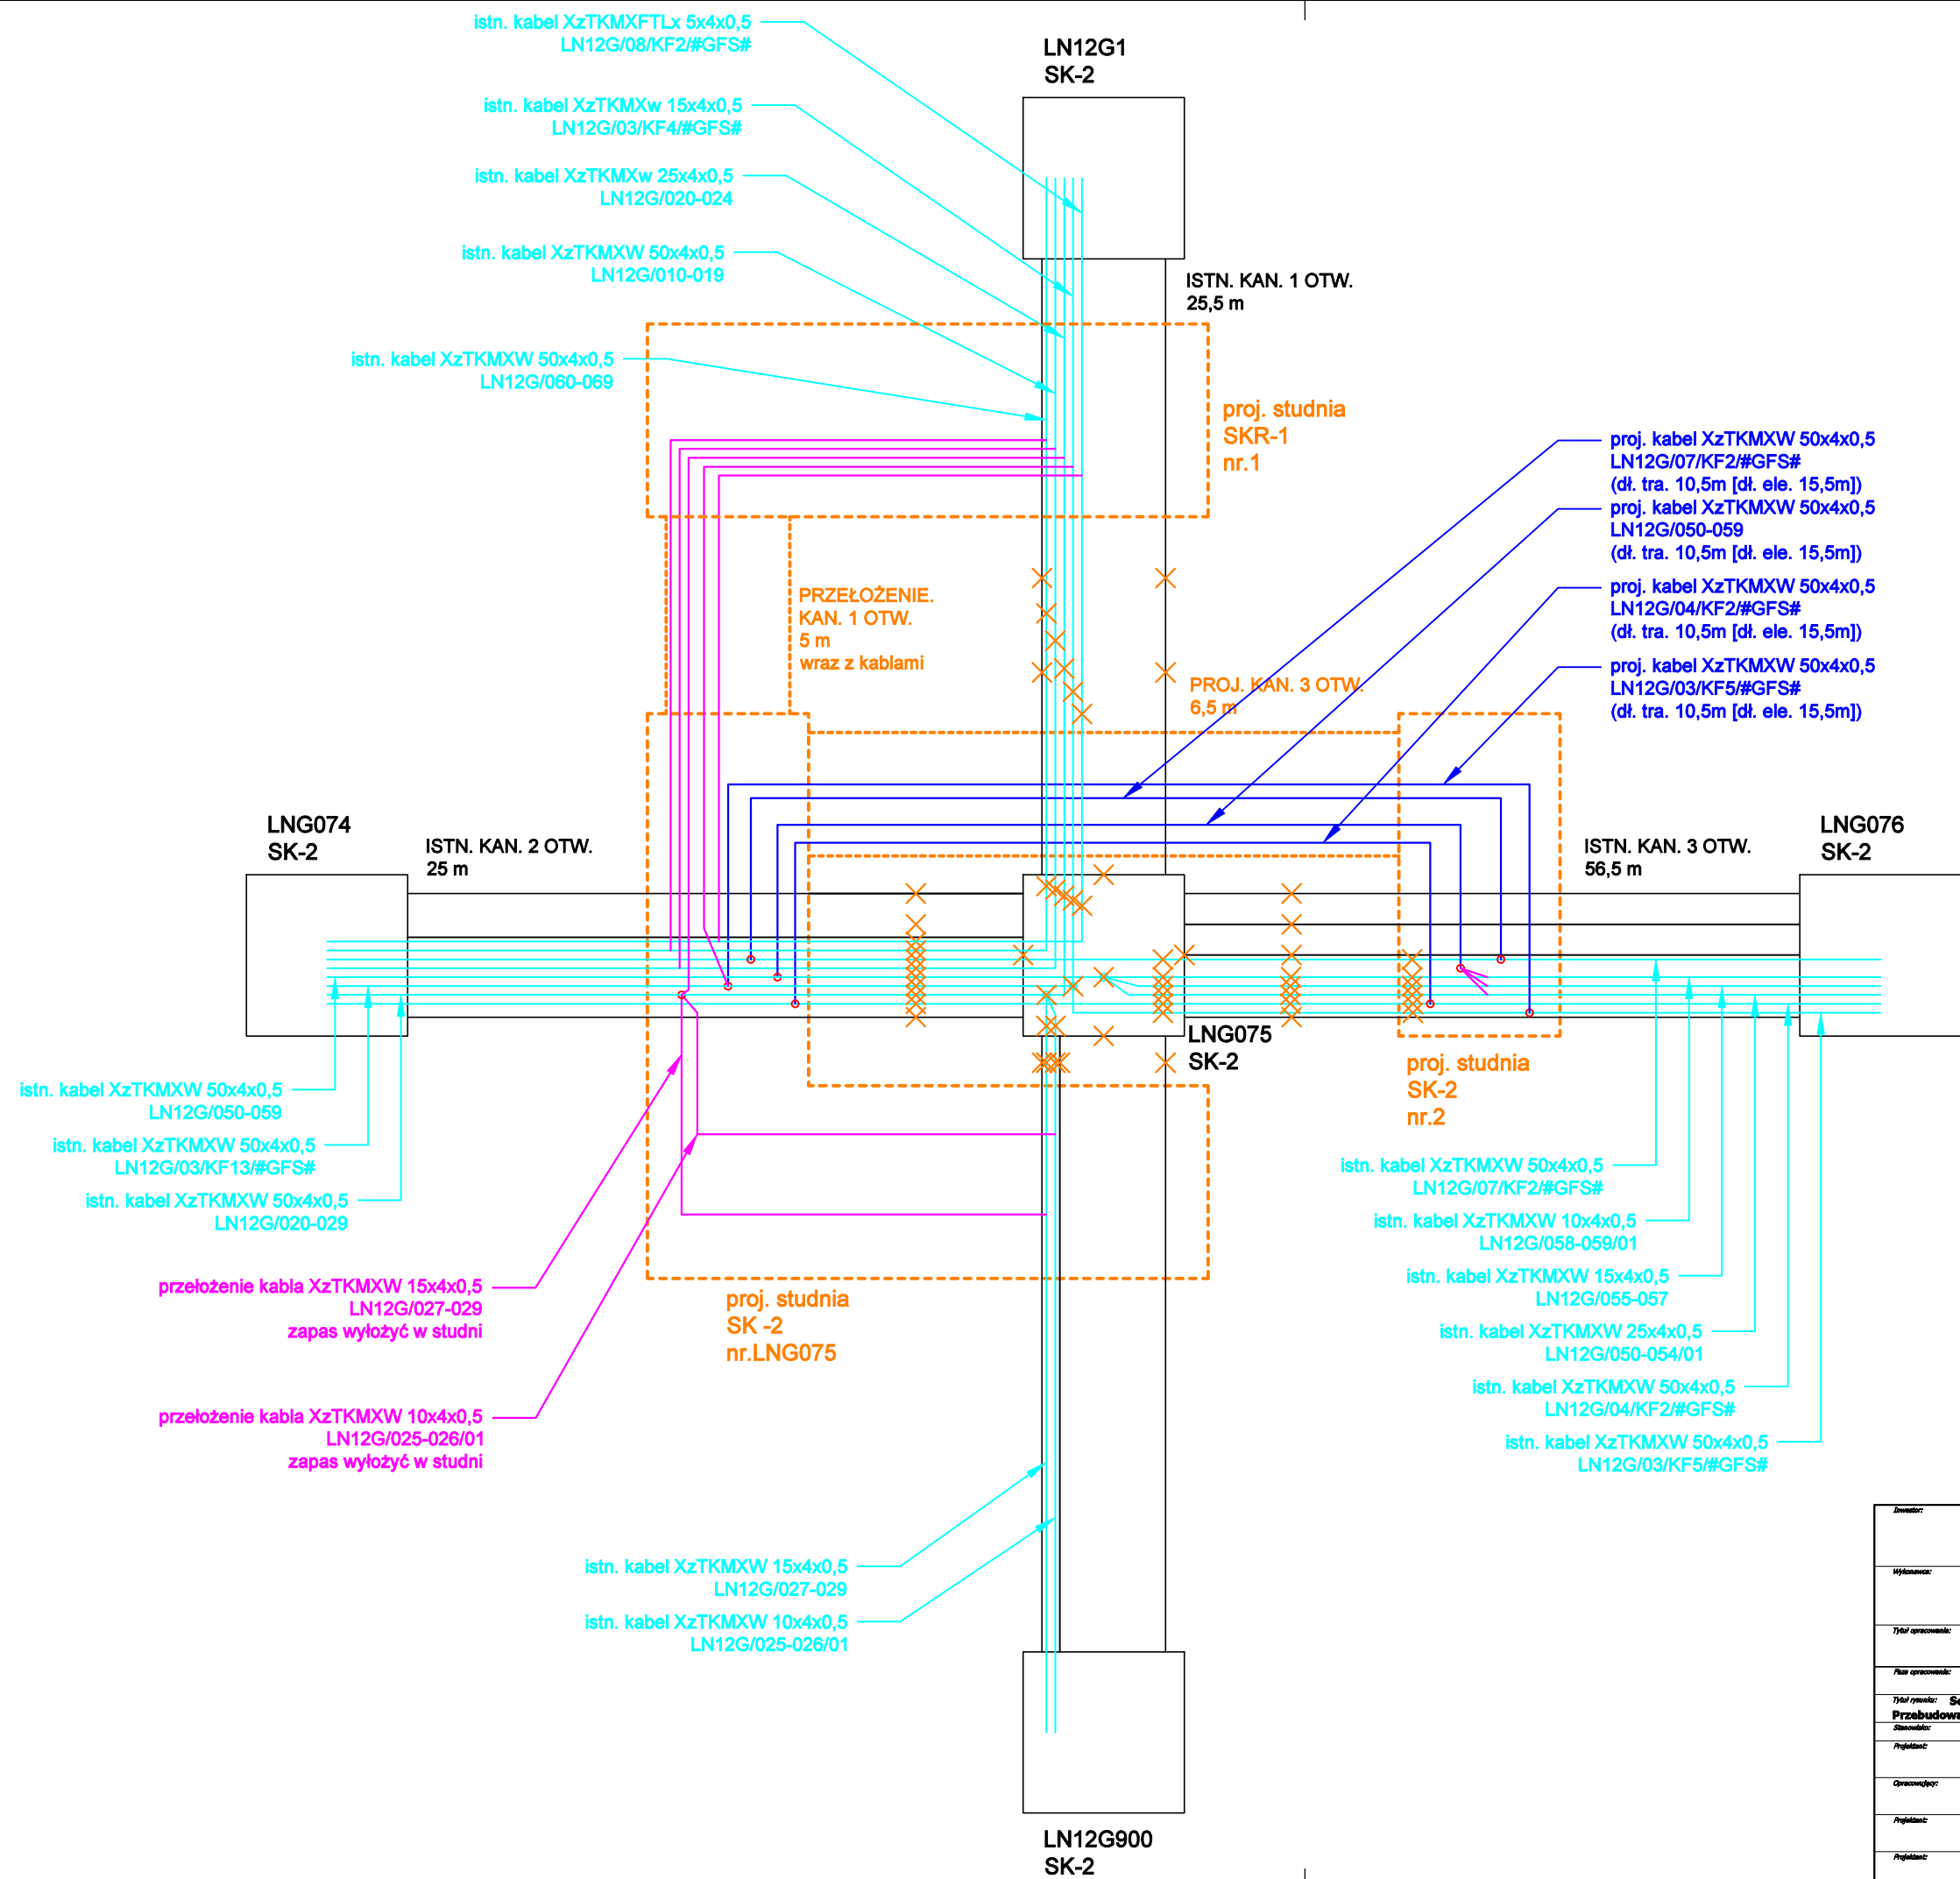 istn. kabel XzTKMXFTLx 5x4x0,5
LN12G/08/KF2/#GFS#
LN12G1
SK-2
istn. kabel XzTKMXw 15x4x0,5
LN12G/03/KF4/#GFS#
istn. kabel XzTKMXw 25x4x0,5
LN12G/020-024
istn. kabel XzTKMXW 50x4x0,5
LN12G/010-019
ISTN. KAN. 1 OTW.
25,5 m
istn. kabel XzTKMXW 50x4x0,5
LN12G/060-069
proj. studnia
SKR-1
nr.1
proj. kabel XzTKMXW 50x4x0,5
LN12G/07/KF2/#GFS#
(dł. tra. 10,5m [dł. ele. 15,5m])
proj. kabel XzTKMXW 50x4x0,5
LN12G/050-059
(dł. tra. 10,5m [dł. ele. 15,5m])
proj. kabel XzTKMXW 50x4x0,5
LN12G/04/KF2/#GFS#
(dł. tra. 10,5m [dł. ele. 15,5m])
proj. kabel XzTKMXW 50x4x0,5
LN12G/03/KF5/#GFS#
(dł. tra. 10,5m [dł. ele. 15,5m])
PRZEŁOŻENIE.
KAN. 1 OTW.
5 m
wraz z kablami
PROJ. KAN. 3 OTW.
6,5 m
LNG074
SK-2
ISTN. KAN. 2 OTW.
25 m
ISTN. KAN. 3 OTW.
56,5 m
LNG076
SK-2
LNG075
SK-2
proj. studnia
SK-2
nr.2
istn. kabel XzTKMXW 50x4x0,5
LN12G/050-059
istn. kabel XzTKMXW 50x4x0,5
LN12G/03/KF13/#GFS#
istn. kabel XzTKMXW 50x4x0,5
LN12G/020-029
istn. kabel XzTKMXW 50x4x0,5
LN12G/07/KF2/#GFS#
istn. kabel XzTKMXW 10x4x0,5
LN12G/058-059/01
istn. kabel XzTKMXW 15x4x0,5
LN12G/055-057
istn. kabel XzTKMXW 25x4x0,5
LN12G/050-054/01
istn. kabel XzTKMXW 50x4x0,5
LN12G/04/KF2/#GFS#
istn. kabel XzTKMXW 50x4x0,5
LN12G/03/KF5/#GFS#
przełożenie kabla XzTKMXW 15x4x0,5
LN12G/027-029
zapas wyłożyć w studni
proj. studnia
SK -2
nr.LNG075
przełożenie kabla XzTKMXW 10x4x0,5
LN12G/025-026/01
zapas wyłożyć w studni
istn. kabel XzTKMXW 15x4x0,5
LN12G/027-029
istn. kabel XzTKMXW 10x4x0,5
LN12G/025-026/01
LN12G900
SK-2
Inwestor:
Wykonawca:
Tytuł opracowania:
Faza opracowania:
Tytuł rysunku:
Przebudowa
Stanowisko:
Projektant:
Opracowujący:
Projektant:
Projektant: